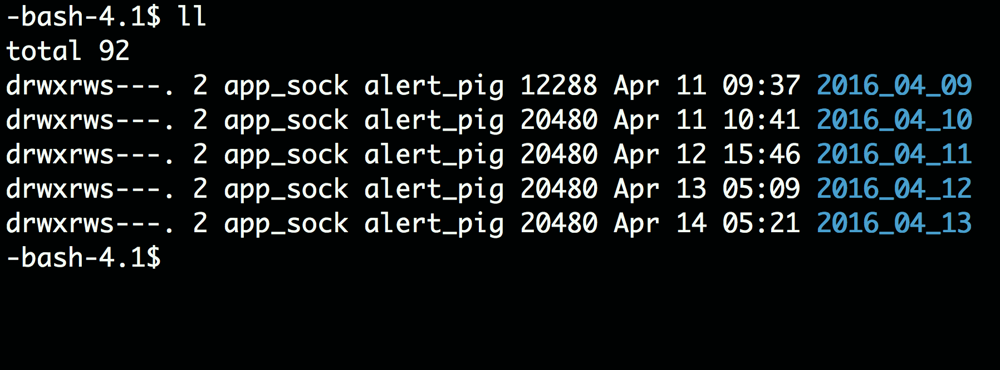 -bash-4.1$ ll
total 92
drwxrws---. 2 app_sock alert_pig 12288 Apr 11 09:37 2016_04_09
drwxrws---. 2 app_sock alert_pig 20480 Apr 11 10:41 2016_04_10
drwxrws---. 2 app_sock alert_pig 20480 Apr 12 15:46 2016_04_11
drwxrws---. 2 app_sock alert_pig 20480 Apr 13 05:09 2016_04_12
drwxrws---. 2 app_sock alert_pig 20480 Apr 14 05:21 2016_04_13
-bash-4.1$